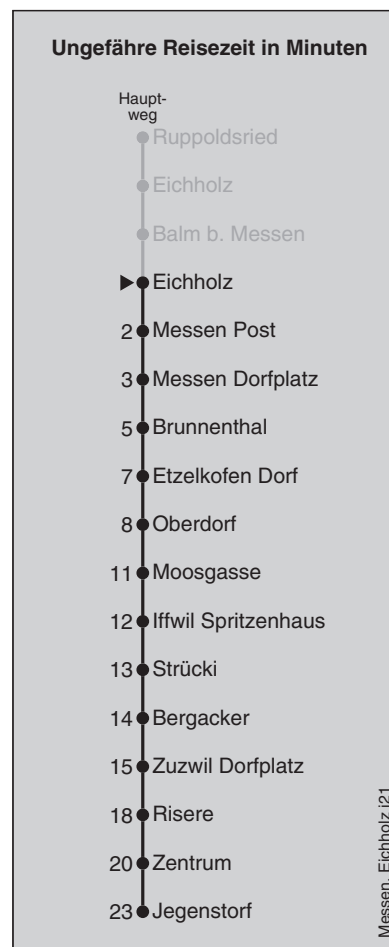 Ungefähre Reisezeit in Minuten
Haupt-
weg
Ruppoldsried
Eichholz
Balm b. Messen
Eichholz
2 Messen Post
3 Messen Dorfplatz
5 Brunnenthal
7 Etzelkofen Dorf
8 Oberdorf
11 Moosgasse
12 Iffwil Spritzenhaus
13 Strücki
14 Bergacker
15 Zuzwil Dorfplatz
18 Risere
20 Zentrum
23 Jegenstorf
Messen, Eichholz j21